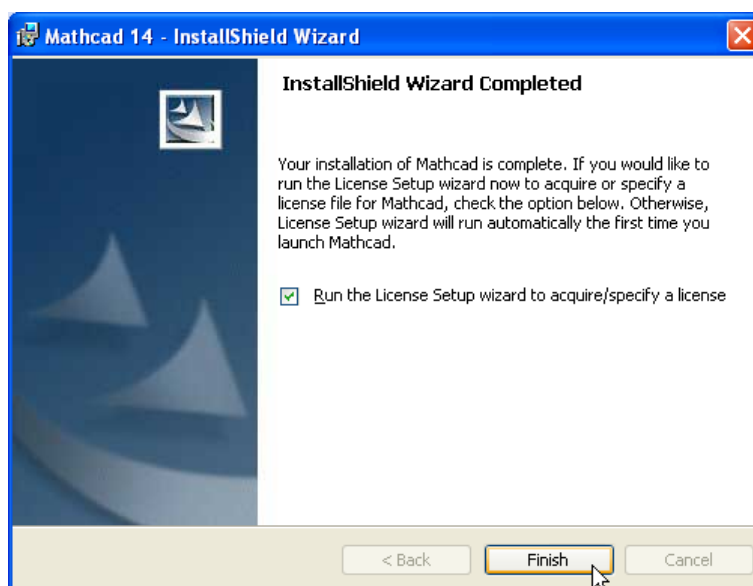 Mathcad 14 - InstallShield Wizard
InstallShield Wizard Completed
Your installation of Mathcad is complete. If you would like to
run the License Setup wizard now to acquire or specify a
license file for Mathcad, check the option below. Otherwise,
License Setup wizard will run automatically the first time you
launch Mathcad.
Run the License Setup wizard to acquire/specify a license
< Back Finish Cancel